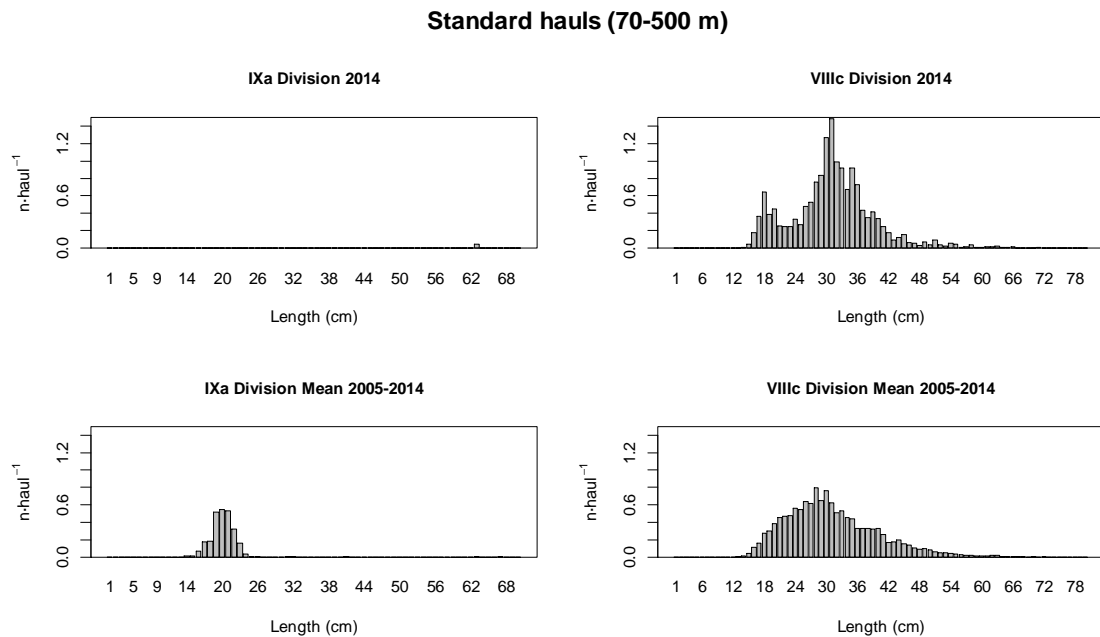 Standard hauls (70-500 m)
IXa Division 2014
n·haul⁻¹
0.0 0.6 1.2
1 5 9 14 20 26 32 38 44 50 56 62 68
Length (cm)
VIIIc Division 2014
n·haul⁻¹
0.0 0.6 1.2
1 6 12 18 24 30 36 42 48 54 60 66 72 78
Length (cm)
IXa Division Mean 2005-2014
n·haul⁻¹
0.0 0.6 1.2
1 5 9 14 20 26 32 38 44 50 56 62 68
Length (cm)
VIIIc Division Mean 2005-2014
n·haul⁻¹
0.0 0.6 1.2
1 6 12 18 24 30 36 42 48 54 60 66 72 78
Length (cm)